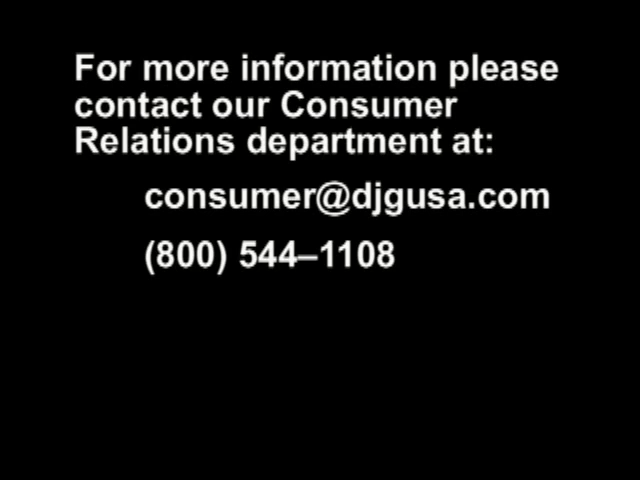 For more information please
contact our Consumer
Relations department at:
consumer@djgusa.com
(800) 544–1108